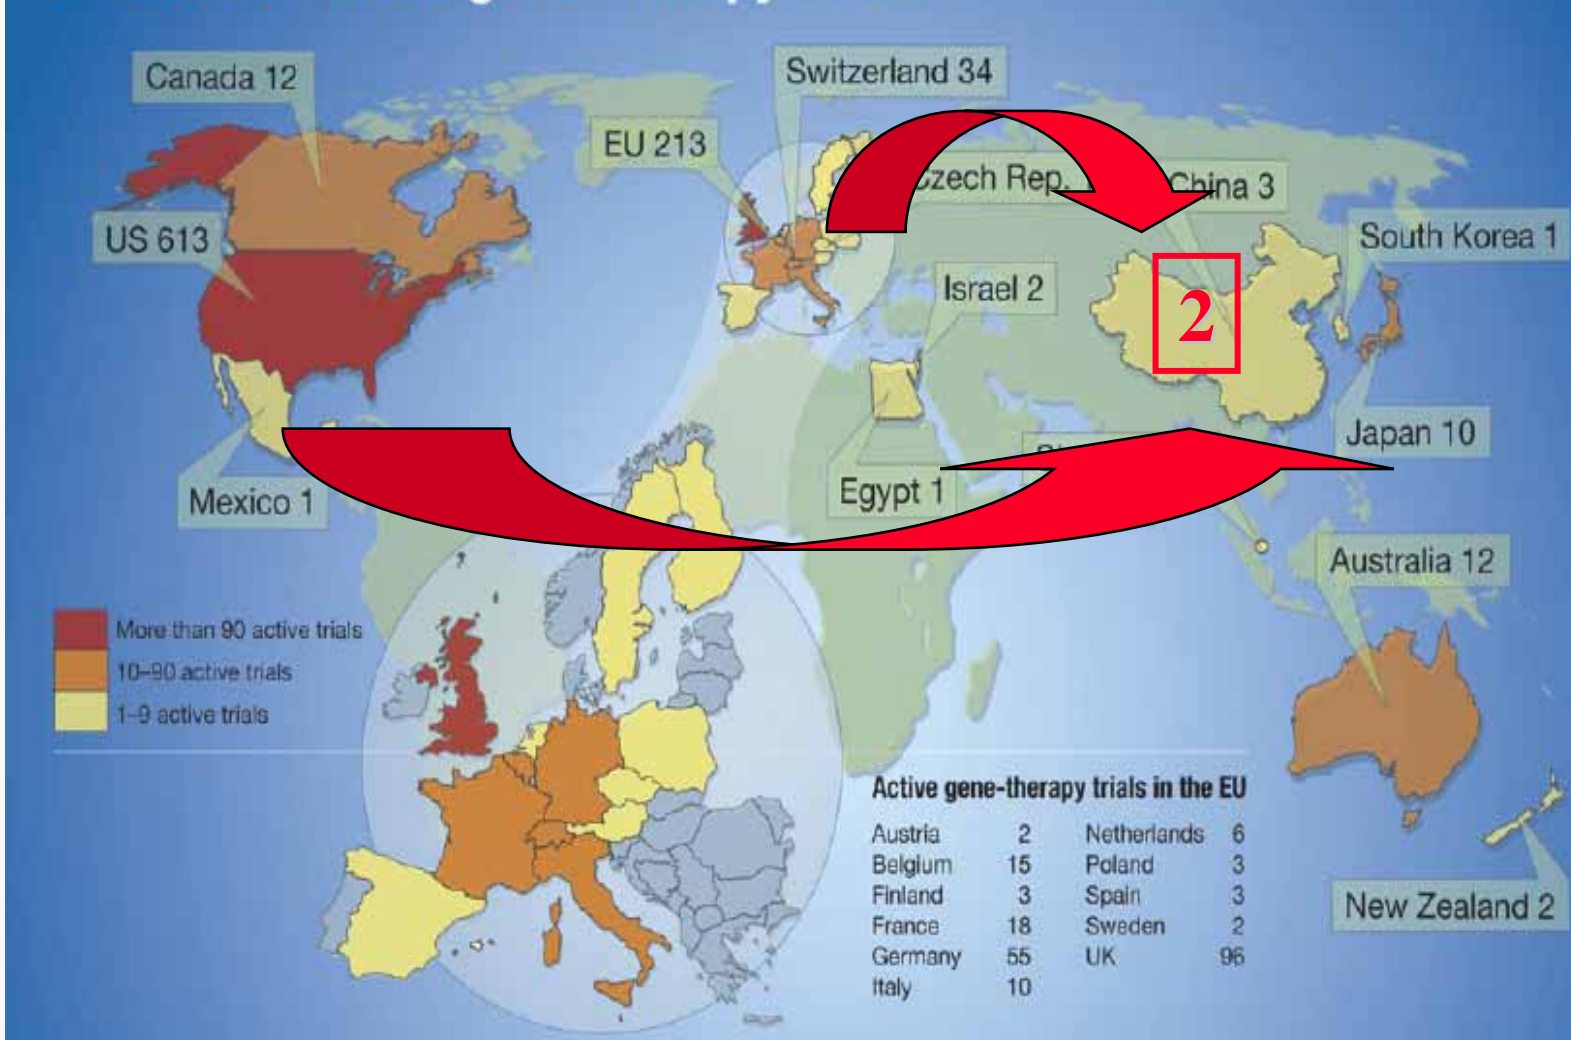 Canada 12
Switzerland 34
EU 213
Czech Rep.
China 3
US 613
South Korea 1
Israel 2
2
Japan 10
Mexico 1
Egypt 1
Australia 12
More than 90 active trials
10–90 active trials
1–9 active trials
Active gene-therapy trials in the EU
Austria 2 Netherlands 6
Belgium 15 Poland 3
Finland 3 Spain 3
France 18 Sweden 2
Germany 55 UK 96
Italy 10
New Zealand 2